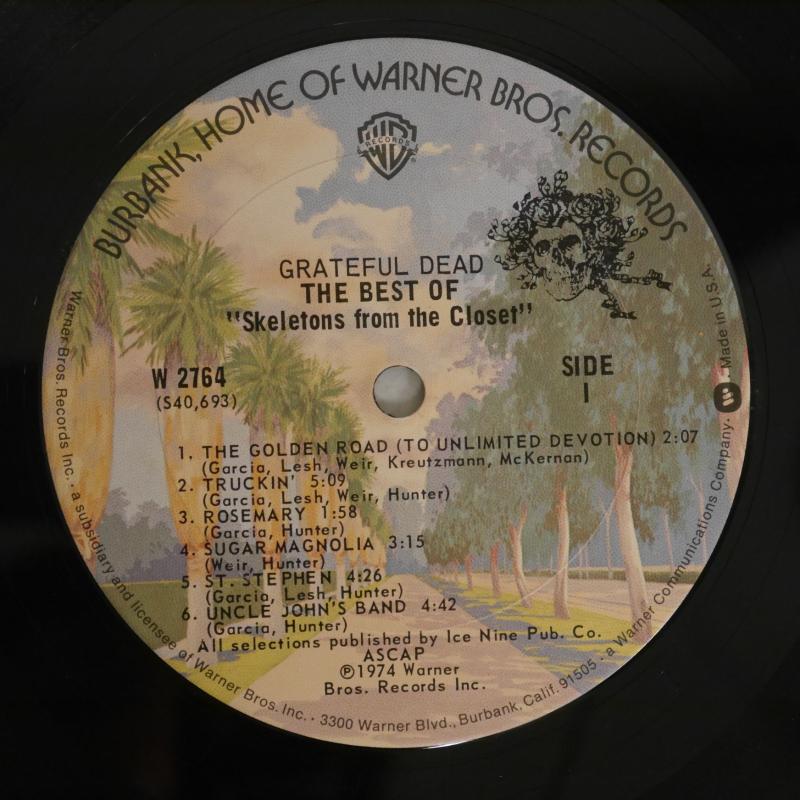 BURBANK, HOME OF WARNER BROS. RECORDS
RECORDS
GRATEFUL DEAD
THE BEST OF
"Skeletons from the Closet"
W 2764
(S40,693)
SIDE
1
1. THE GOLDEN ROAD (TO UNLIMITED DEVOTION) 2:07
(Garcia, Lesh, Weir, Kreutzmann, McKernan)
2. TRUCKIN' 5:09
(Garcia, Lesh, Weir, Hunter)
3. ROSEMARY 1:58
(Garcia, Hunter)
4. SUGAR MAGNOLIA 3:15
(Weir, Hunter)
5. ST. STEPHEN 4:26
(Garcia, Lesh, Hunter)
6. UNCLE JOHN'S BAND 4:42
(Garcia, Hunter)
All selections published by Ice Nine Pub. Co.
ASCAP
℗1974 Warner
Bros. Records Inc.
Warner Bros. Records Inc. · a subsidiary and licensee of Warner Bros. Inc. · 3300 Warner Blvd., Burbank, Calif. 91505 · a Warner Communications Company · Made in U.S.A.